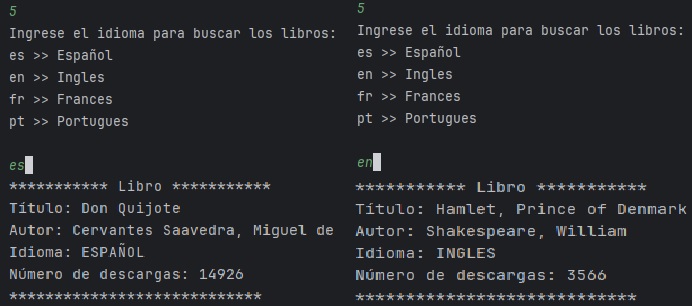 5
Ingrese el idioma para buscar los libros:
es >> Español
en >> Ingles
fr >> Frances
pt >> Portugues
es
*********** Libro ***********
Título: Don Quijote
Autor: Cervantes Saavedra, Miguel de
Idioma: ESPAÑOL
Número de descargas: 14926
****************************
5
Ingrese el idioma para buscar los libros:
es >> Español
en >> Ingles
fr >> Frances
pt >> Portugues
en
*********** Libro ***********
Título: Hamlet, Prince of Denmark
Autor: Shakespeare, William
Idioma: INGLES
Número de descargas: 3566
****************************